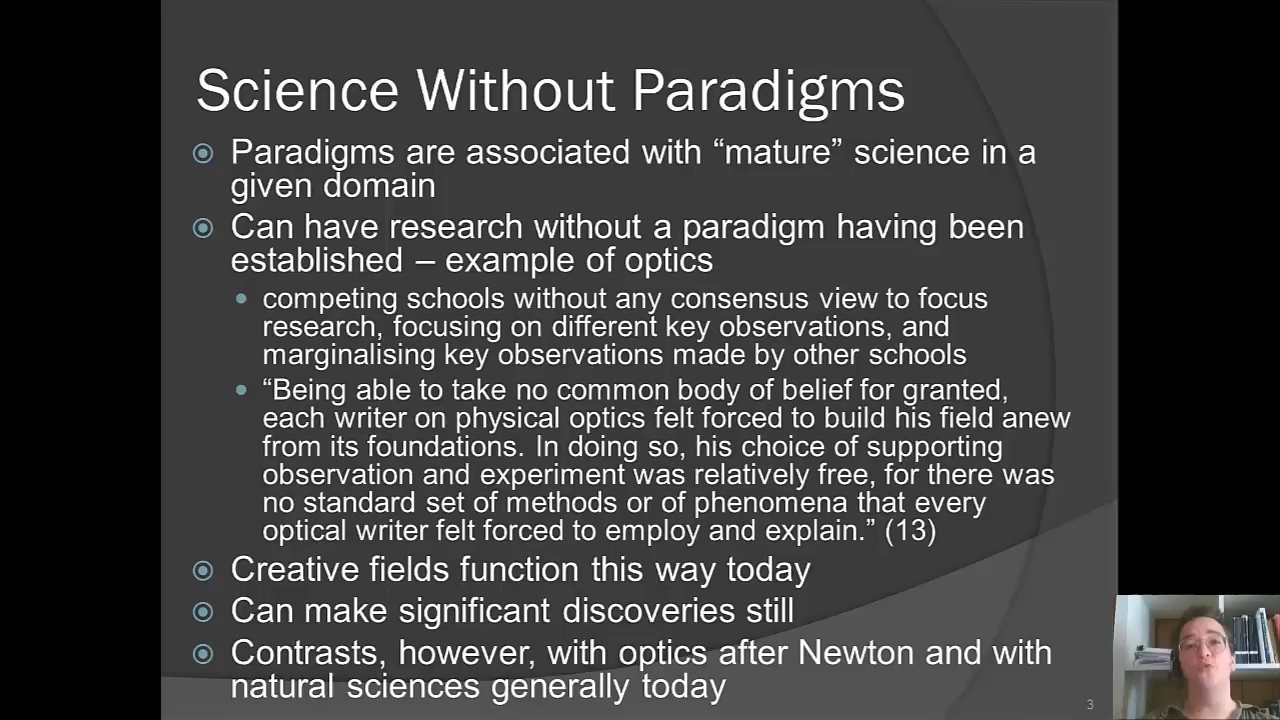 Science Without Paradigms
Paradigms are associated with “mature” science in a
given domain
Can have research without a paradigm having been
established – example of optics
competing schools without any consensus view to focus
research, focusing on different key observations, and
marginalising key observations made by other schools
“Being able to take no common body of belief for granted,
each writer on physical optics felt forced to build his field anew
from its foundations. In doing so, his choice of supporting
observation and experiment was relatively free, for there was
no standard set of methods or of phenomena that every
optical writer felt forced to employ and explain.” (13)
Creative fields function this way today
Can make significant discoveries still
Contrasts, however, with optics after Newton and with
natural sciences generally today
3